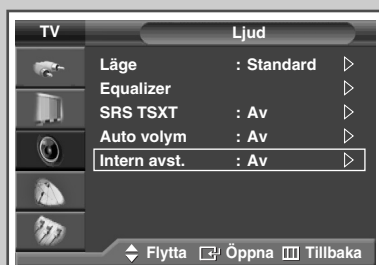 TV Ljud
Läge : Standard
Equalizer
SRS TSXT : Av
Auto volym : Av
Intern avst. : Av
Flytta Öppna Tillbaka